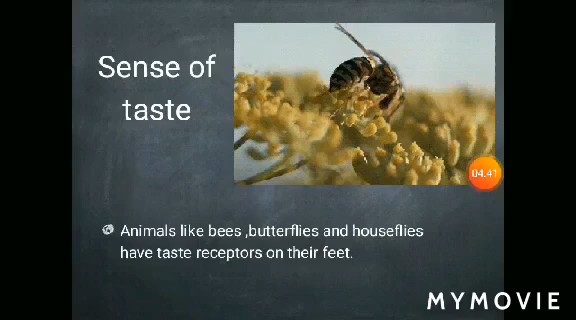 Sense of
taste
04:41
Animals like bees ,butterflies and houseflies
have taste receptors on their feet.
MYMOVIE